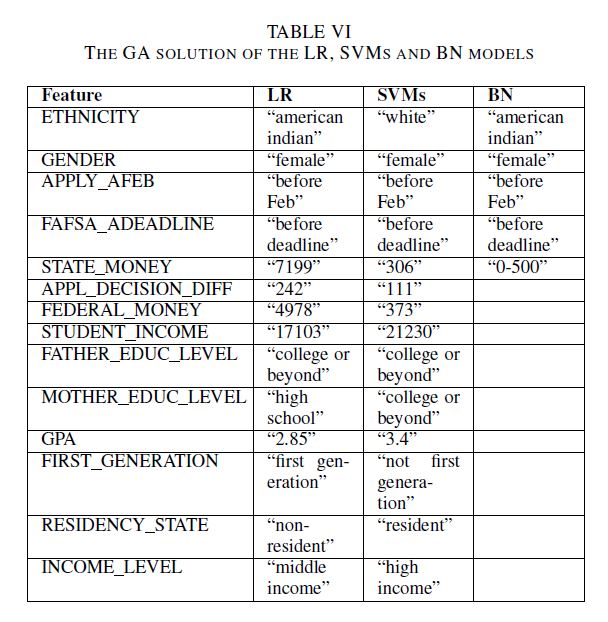 TABLE VI
THE GA SOLUTION OF THE LR, SVMS AND BN MODELS
Feature LR SVMs BN
ETHNICITY “american indian” “white” “american indian”
GENDER “female” “female” “female”
APPLY_AFEB “before Feb” “before Feb” “before Feb”
FAFSA_ADEADLINE “before deadline” “before deadline” “before deadline”
STATE_MONEY “7199” “306” “0-500”
APPL_DECISION_DIFF “242” “111”
FEDERAL_MONEY “4978” “373”
STUDENT_INCOME “17103” “21230”
FATHER_EDUC_LEVEL “college or beyond” “college or beyond”
MOTHER_EDUC_LEVEL “high school” “college or beyond”
GPA “2.85” “3.4”
FIRST_GENERATION “first gen-eration” “not first genera-tion”
RESIDENCY_STATE “non-resident” “resident”
INCOME_LEVEL “middle income” “high income”